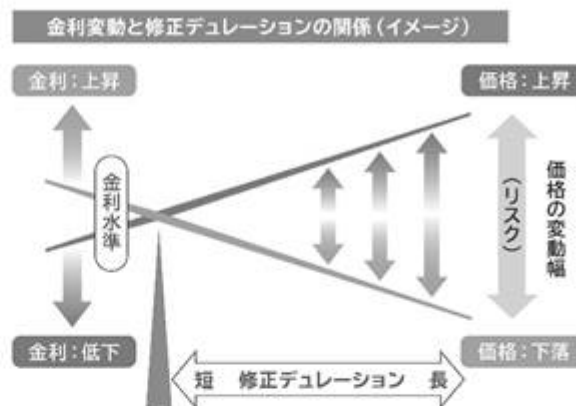 金利変動と修正デュレーションの関係(イメージ)
金利:上昇
価格:上昇
金利水準
(リスク)
価格の変動幅
金利:低下
価格:下落
短 修正デュレーション 長